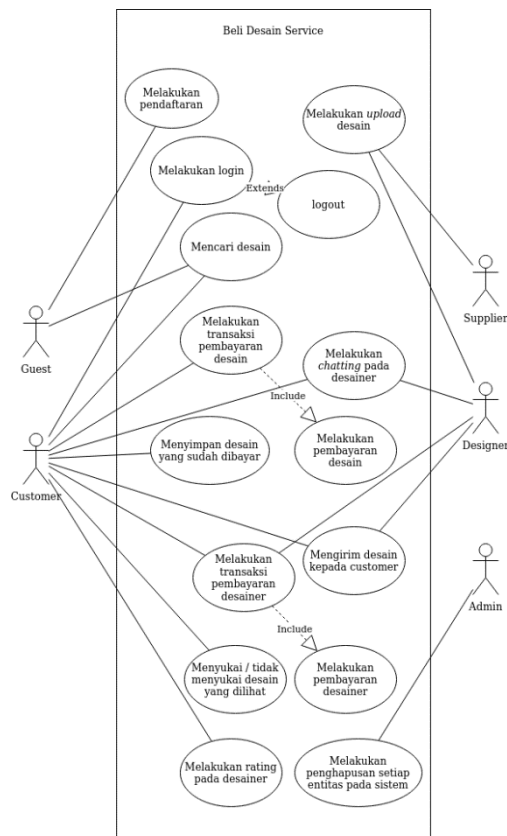 Beli Desain Service
Melakukan
pendaftaran
Melakukan upload
desain
Melakukan login
Extends
logout
Mencari desain
Supplier
Guest
Melakukan
transaksi
pembayaran
desain
Melakukan
chatting pada
desainer
Include
Designer
Customer
Menyimpan desain
yang sudah dibayar
Melakukan
pembayaran
desain
Melakukan
transaksi
pembayaran
desainer
Mengirim desain
kepada customer
Admin
Include
Menyukai / tidak
menyukai desain
yang dilihat
Melakukan
pembayaran
desainer
Melakukan rating
pada desainer
Melakukan
penghapusan setiap
entitas pada sistem